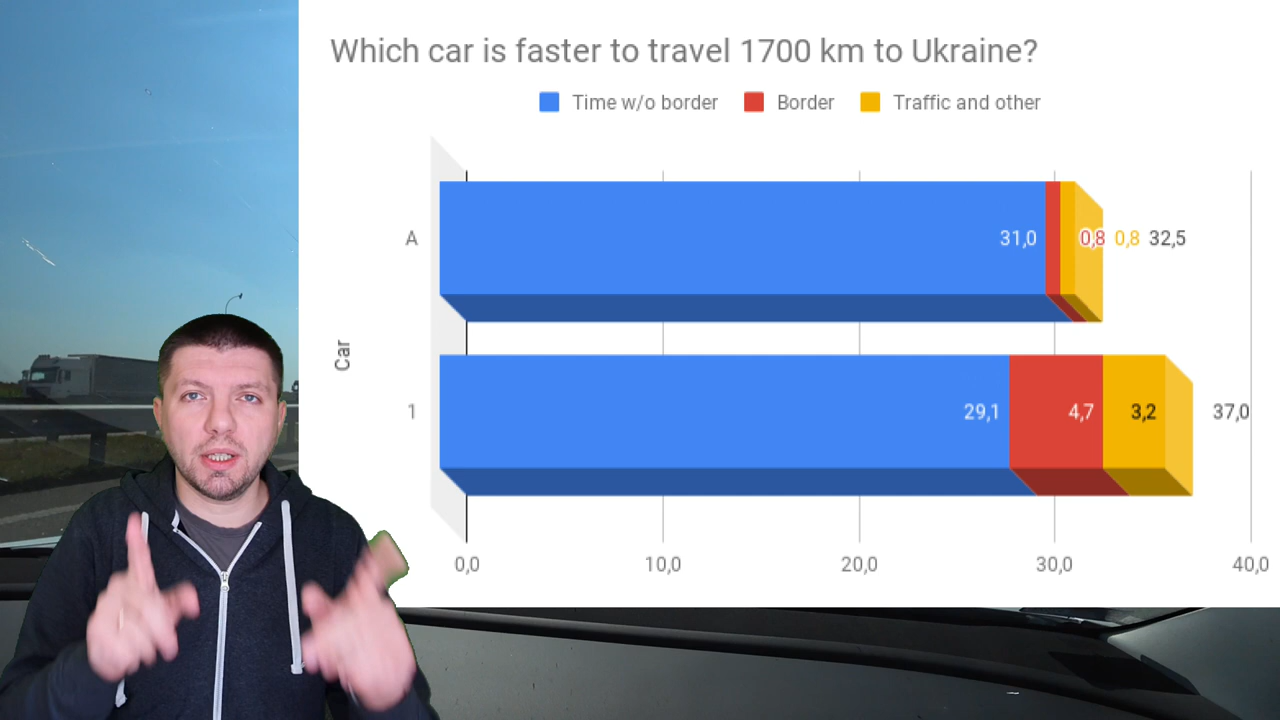 Which car is faster to travel 1700 km to Ukraine?
Time w/o border Border Traffic and other
A 31,0 0,8 0,8 32,5
Car
1 29,1 4,7 3,2 37,0
0,0 10,0 20,0 30,0 40,0